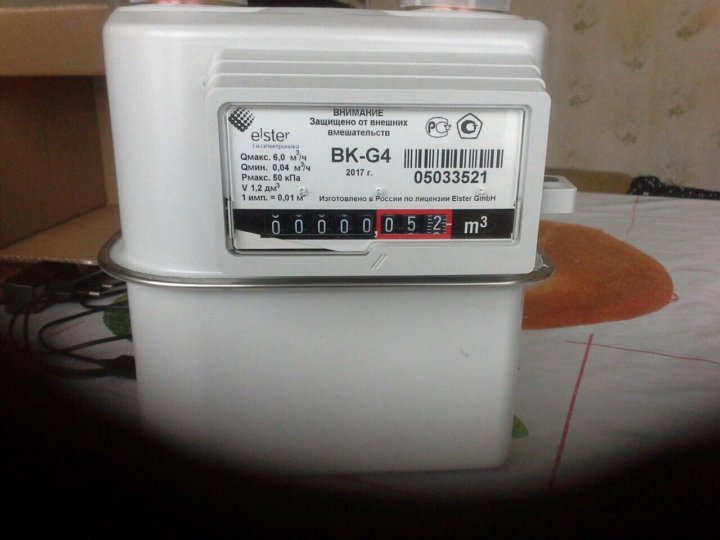 ВНИМАНИЕ
Защищено от внешних
вмешательств
elster
Газэлектроника
Qмакс. 6,0 м³/ч
Qмин. 0,04 м³/ч
Pмакс. 50 кПа
V 1,2 дм³
1 имп. = 0,01 м³
BK-G4
2017 г.
РСТ
05033521
Изготовлено в России по лицензии Elster GmbH
00000,052 m³